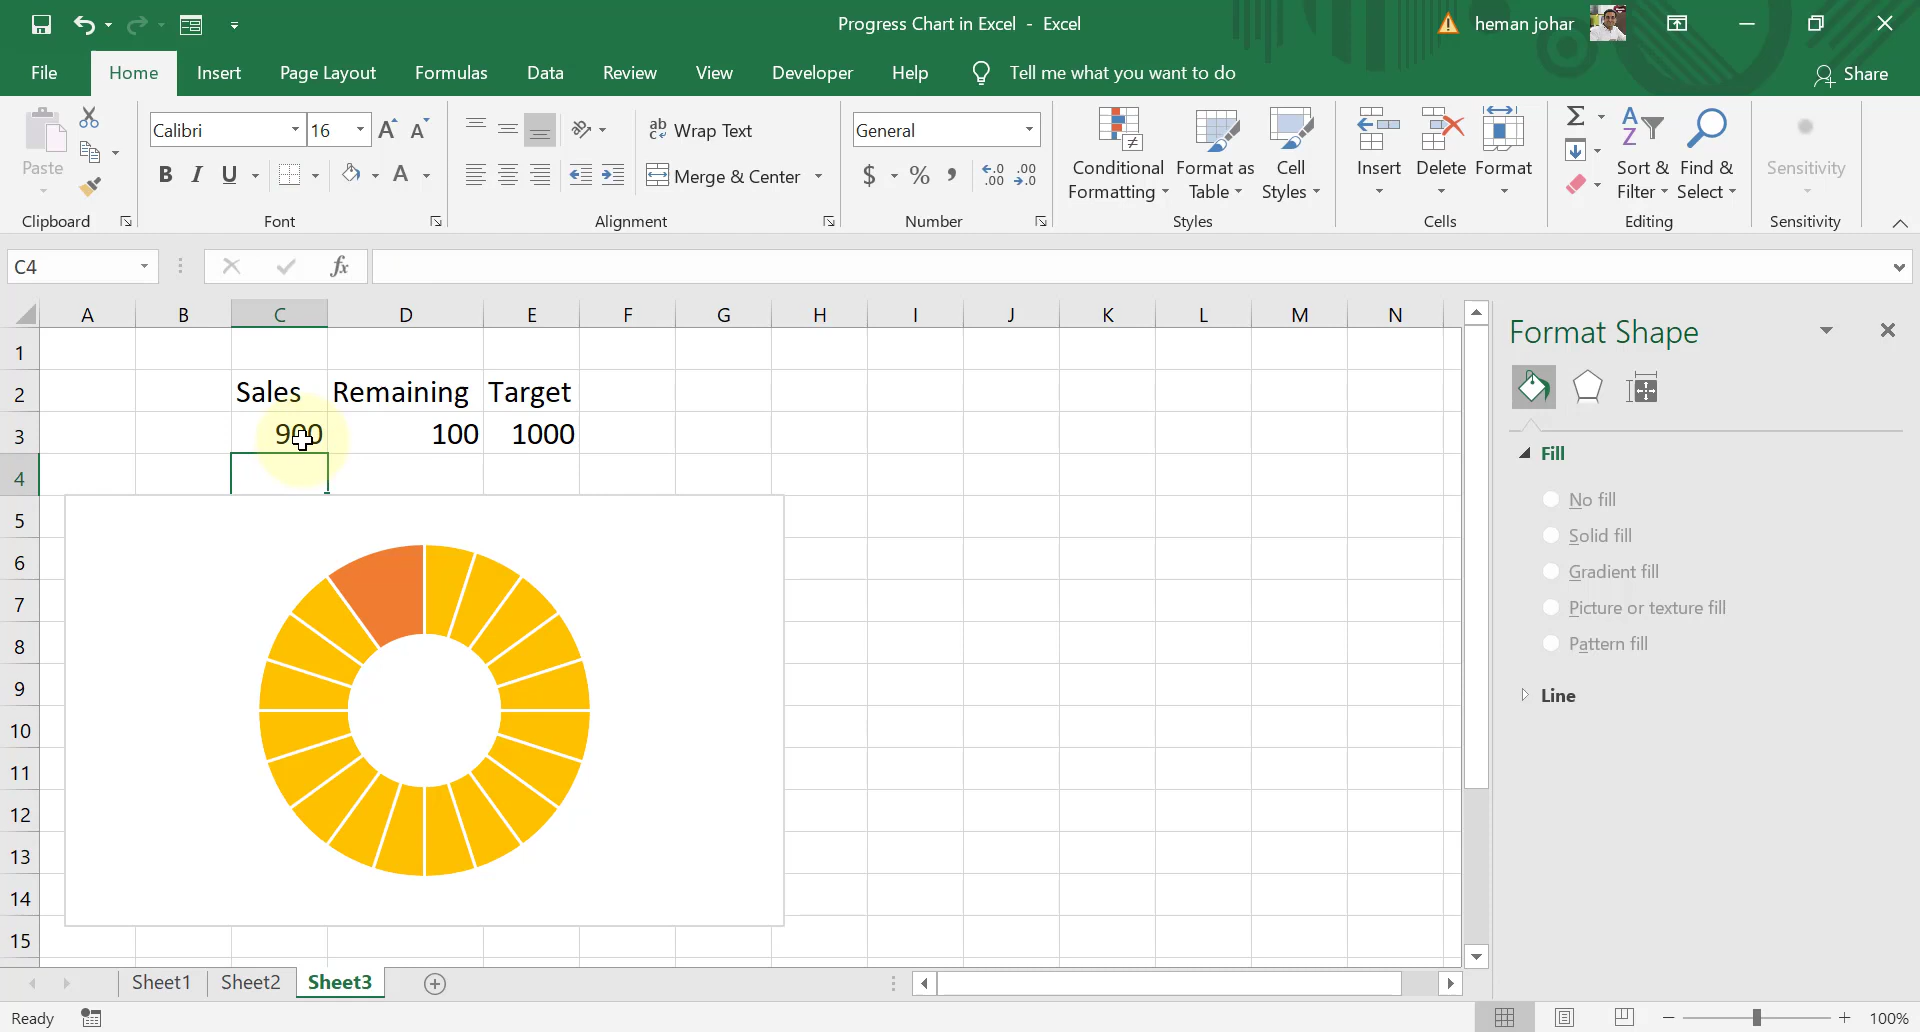 Progress Chart in Excel - Excel
heman johar
File Home Insert Page Layout Formulas Data Review View Developer Help Tell me what you want to do Share
Calibri 16 ab Wrap Text General
Paste B I U A Merge & Center $ % , Conditional Formatting Format as Table Cell Styles Insert Delete Format Sort & Filter Find & Select Sensitivity
Clipboard Font Alignment Number Styles Cells Editing Sensitivity
C4 fx
A B C D E F G H I J K L M N
1
2 Sales Remaining Target
3 900 100 1000
4
5
6
7
8
9
10
11
12
13
14
15
Format Shape
Fill
No fill
Solid fill
Gradient fill
Picture or texture fill
Pattern fill
Line
Sheet1 Sheet2 Sheet3
Ready 100%